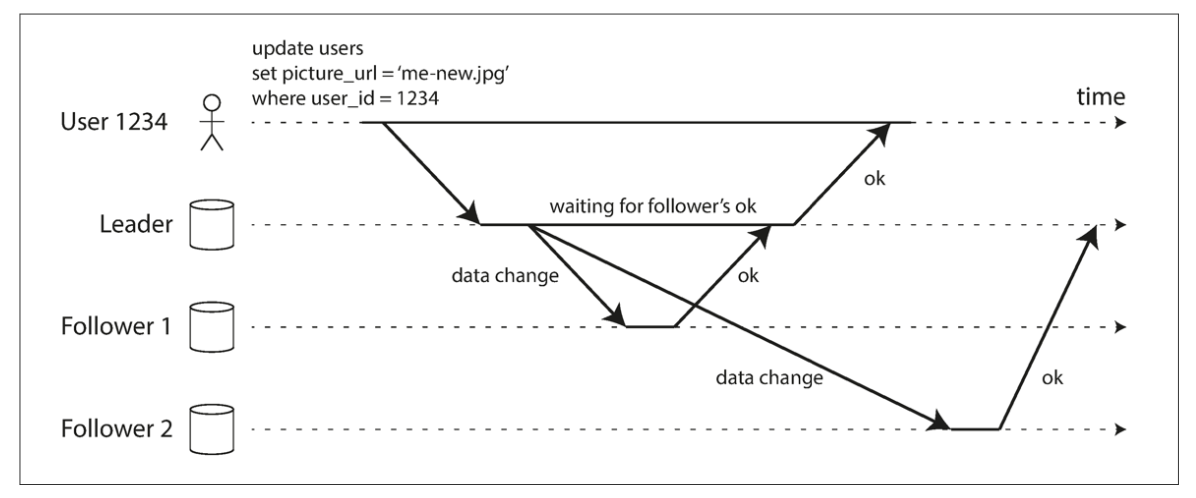 update users
set picture_url = ‘me-new.jpg’
where user_id = 1234
time
User 1234
ok
waiting for follower’s ok
Leader
data change
ok
Follower 1
data change
ok
Follower 2